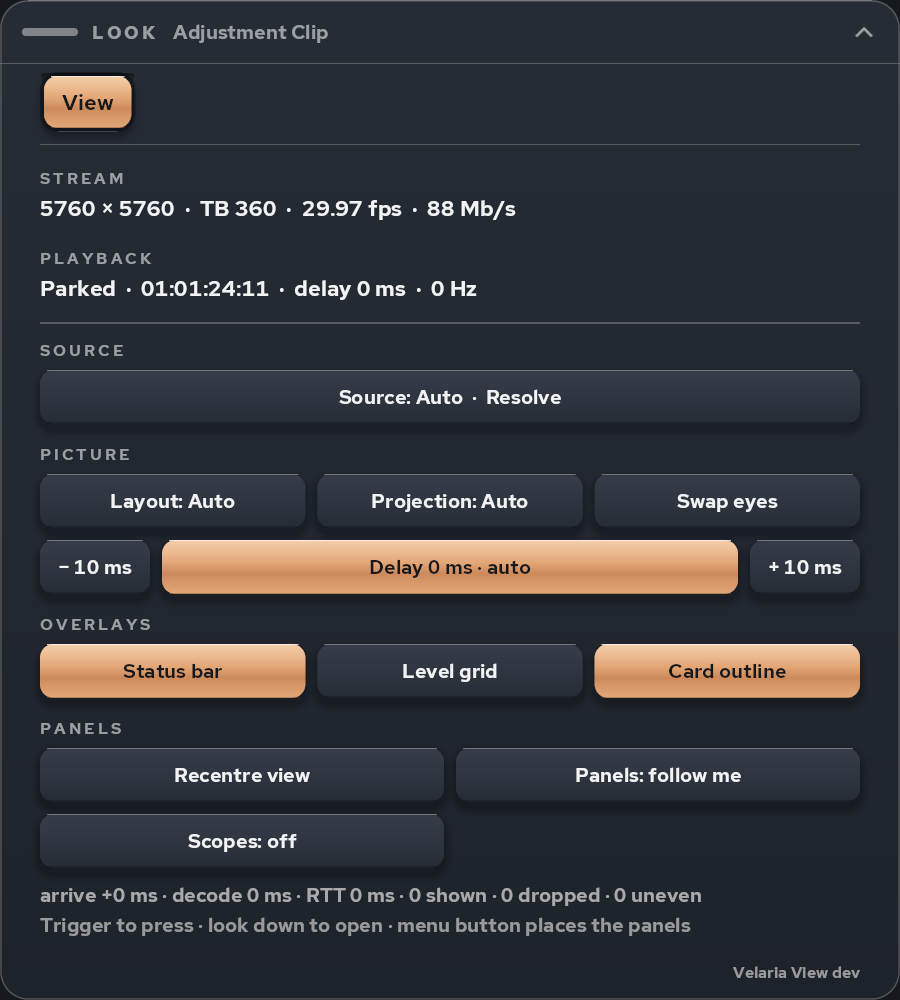 LOOK Adjustment Clip
View
STREAM
5760 × 5760 · TB 360 · 29.97 fps · 88 Mb/s
PLAYBACK
Parked · 01:01:24:11 · delay 0 ms · 0 Hz
SOURCE
Source: Auto · Resolve
PICTURE
Layout: Auto Projection: Auto Swap eyes
− 10 ms Delay 0 ms · auto + 10 ms
OVERLAYS
Status bar Level grid Card outline
PANELS
Recentre view Panels: follow me
Scopes: off
arrive +0 ms · decode 0 ms · RTT 0 ms · 0 shown · 0 dropped · 0 uneven
Trigger to press · look down to open · menu button places the panels
Velaria View dev